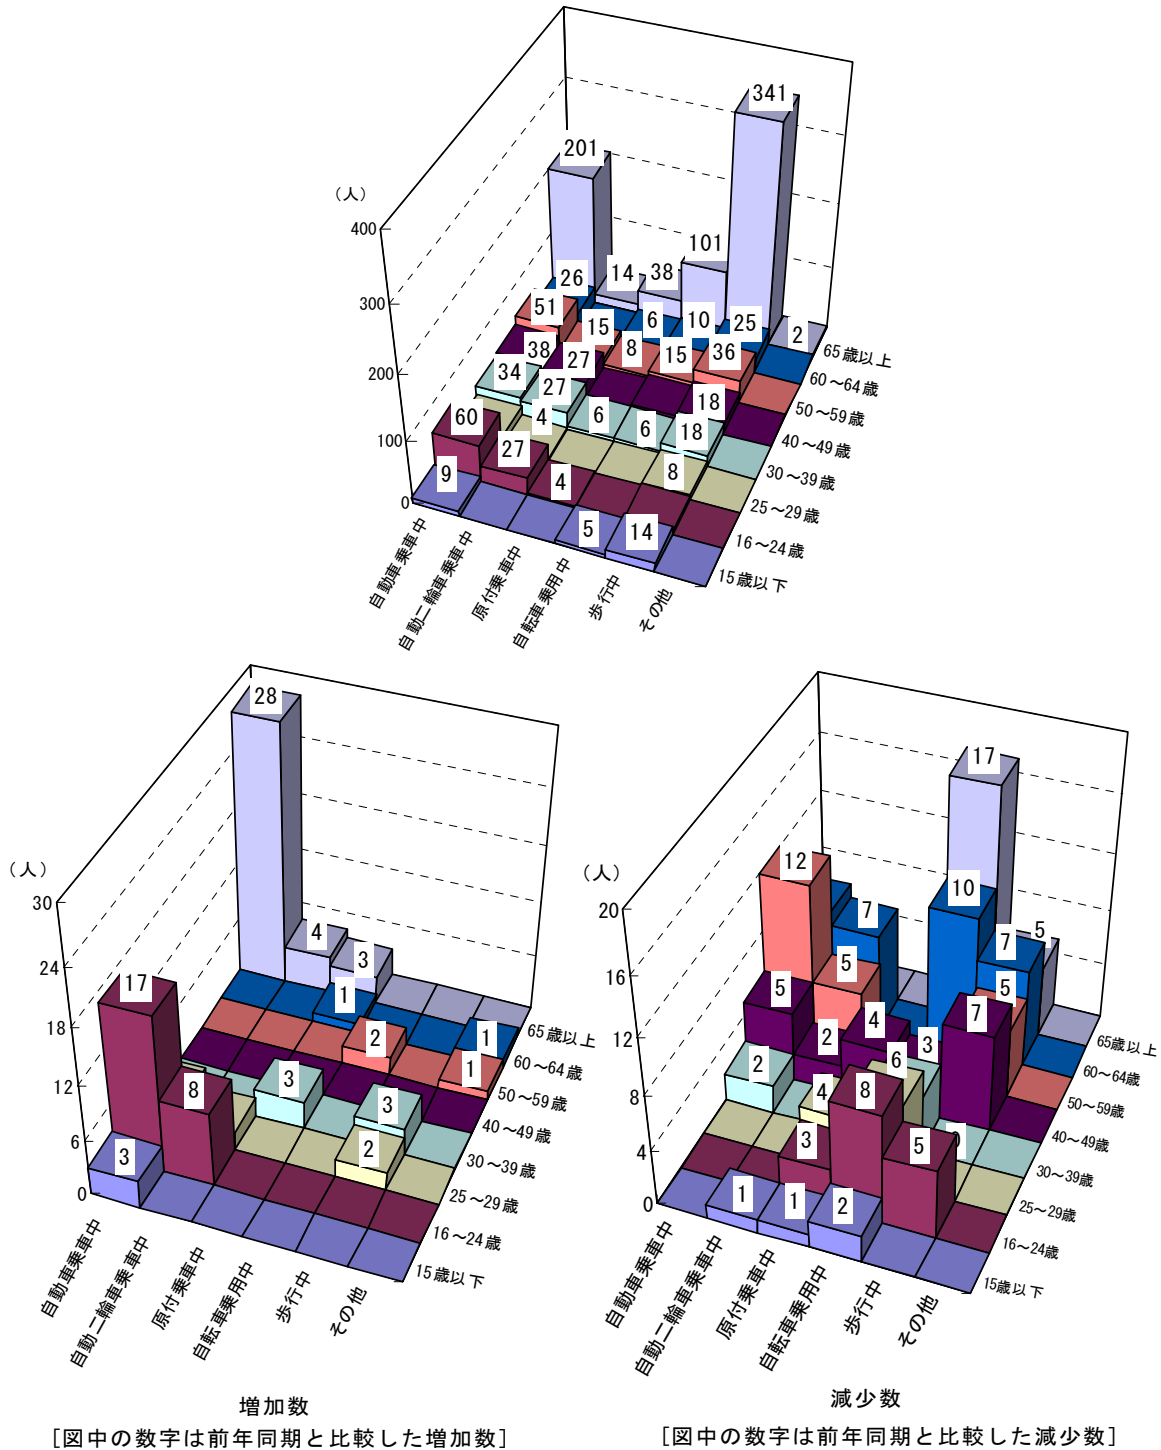 341
201
（人）
400
101
14
38
26
300
51
15
6
10
25
2
65歳以上
38
27
8
15
36
60～64歳
200
34
27
18
50～59歳
60
4
6
6
18
40～49歳
100
27
8
30～39歳
9
4
25～29歳
0
5
14
16～24歳
15歳以下
自動車乗車中
自動二輪車乗車中
原付乗車中
自転車乗用中
歩行中
その他
28
（人）
30
4
3
24
17
1
18
2
1
65歳以上
1
60～64歳
12
8
3
3
50～59歳
40～49歳
6
3
2
30～39歳
25～29歳
0
16～24歳
15歳以下
自動車乗車中
自動二輪車乗車中
原付乗車中
自転車乗用中
歩行中
その他
増加数
［図中の数字は前年同期と比較した増加数］
17
（人）
20
12
10
7
5
7
16
5
5
5
4
7
12
2
3
65歳以上
2
6
60～64歳
8
4
8
50～59歳
4
3
5
40～49歳
30～39歳
0
1
1
2
25～29歳
16～24歳
15歳以下
自動車乗車中
自動二輪車乗車中
原付乗車中
自転車乗用中
歩行中
その他
減少数
［図中の数字は前年同期と比較した減少数］